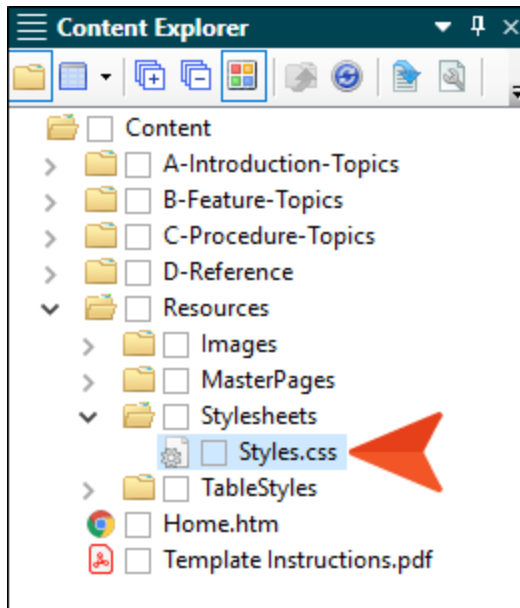 Content Explorer
Content
A-Introduction-Topics
B-Feature-Topics
C-Procedure-Topics
D-Reference
Resources
Images
MasterPages
Stylesheets
Styles.css
TableStyles
Home.htm
Template Instructions.pdf